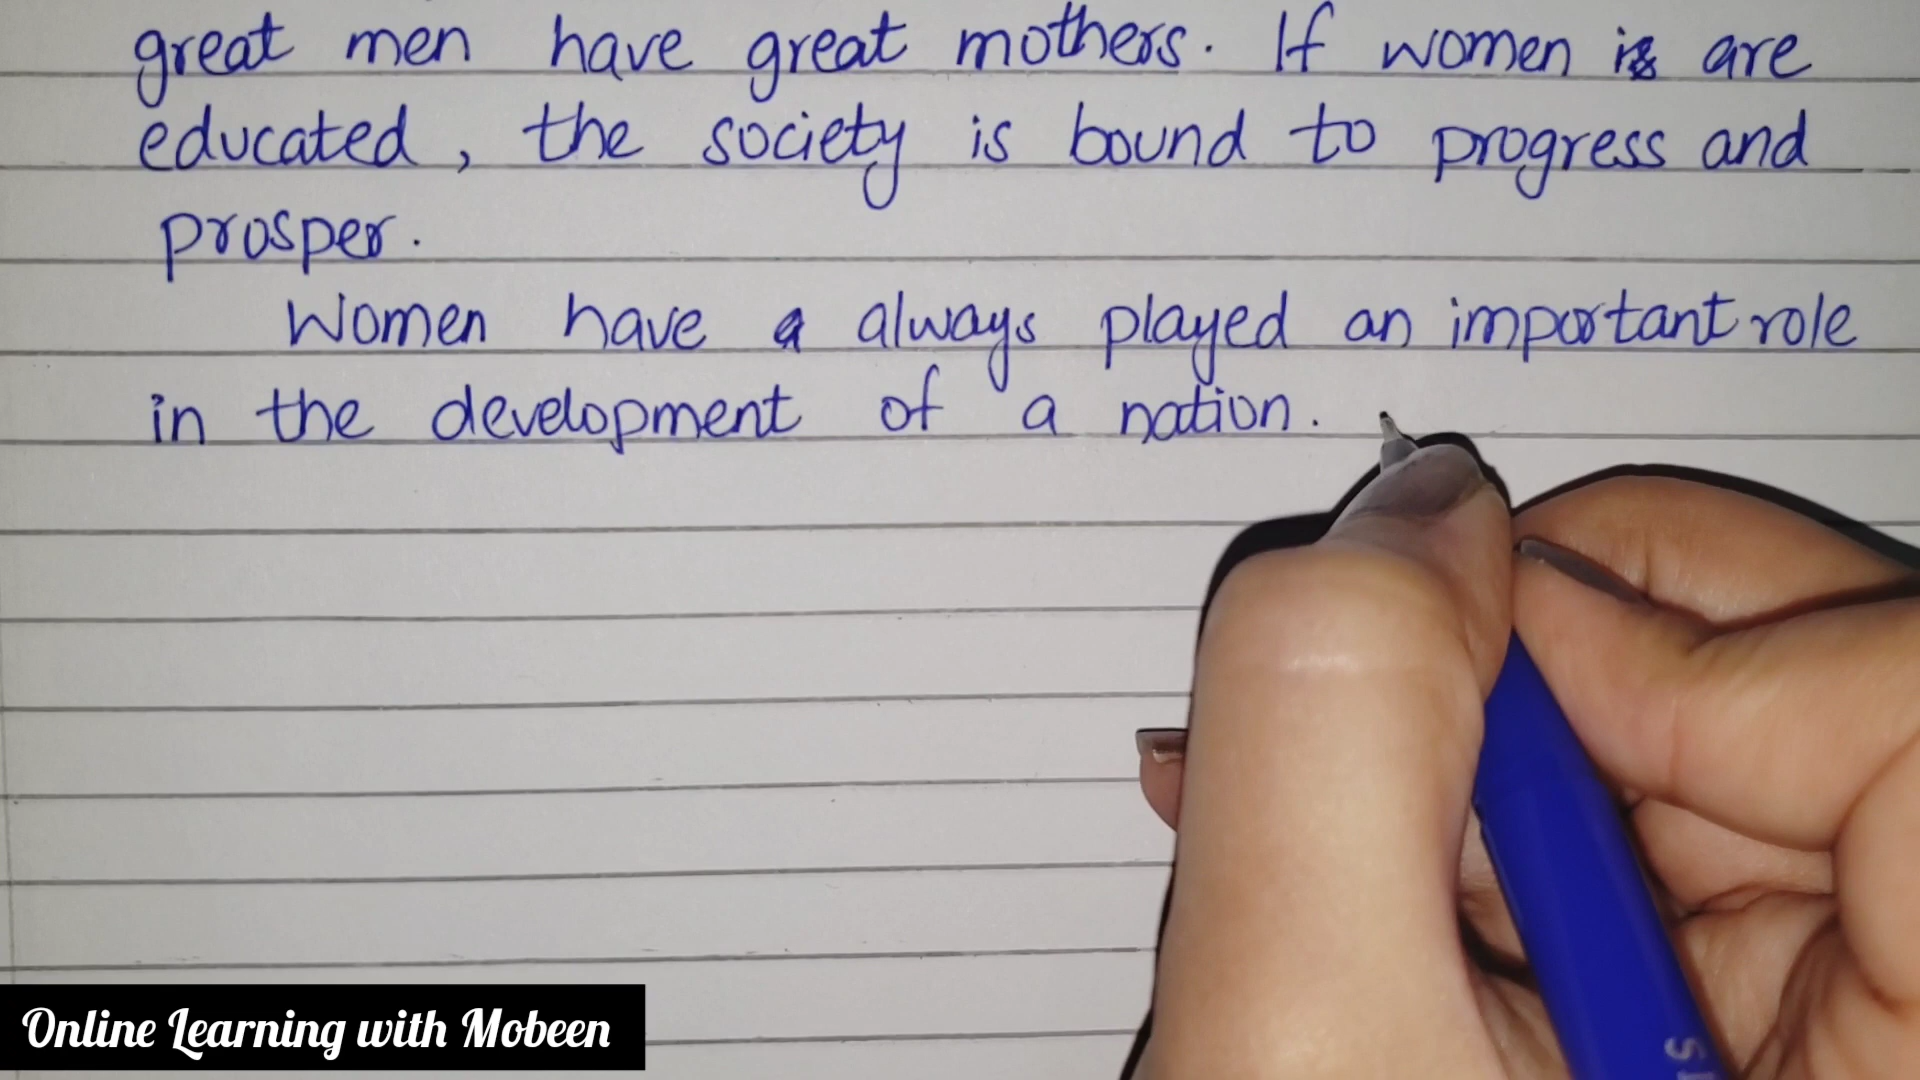 great men have great mothers. If women is are
educated, the society is bound to progress and
prosper.
Women have a always played an important role
in the development of a nation.
Online Learning with Mobeen